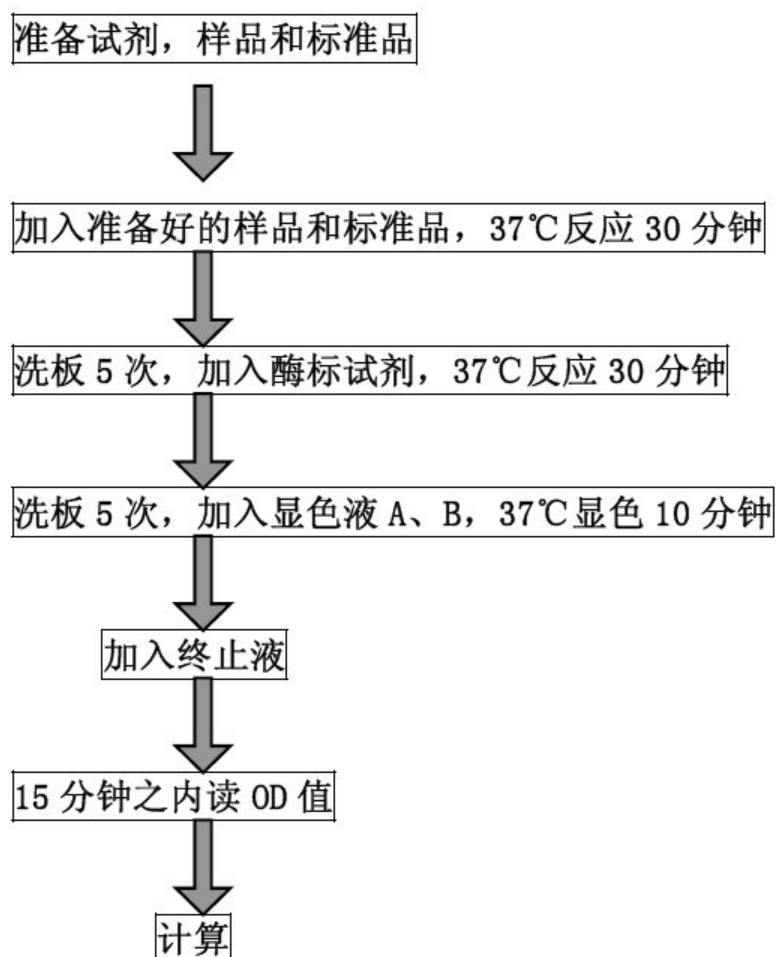 准备试剂，样品和标准品
加入准备好的样品和标准品，37℃反应 30 分钟
洗板 5 次，加入酶标试剂，37℃反应 30 分钟
洗板 5 次，加入显色液 A、B，37℃显色 10 分钟
加入终止液
15 分钟之内读 OD 值
计算